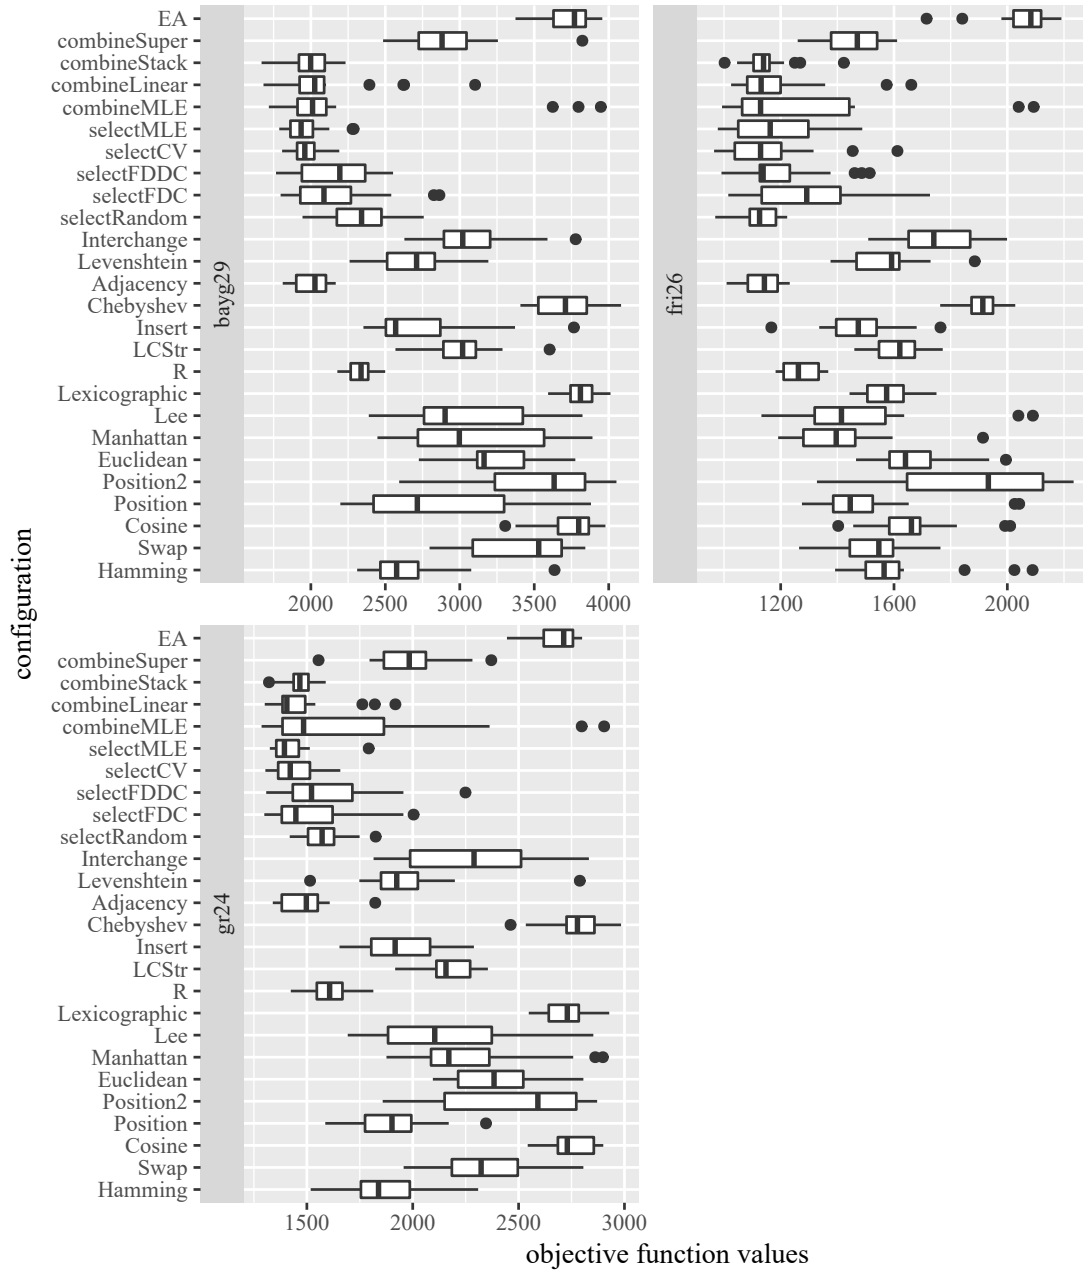 EA
combineSuper
combineStack
combineLinear
combineMLE
selectMLE
selectCV
selectFDDC
selectFDC
selectRandom
Interchange
Levenshtein
Adjacency
Chebyshev
Insert
LCStr
R
Lexicographic
Lee
Manhattan
Euclidean
Position2
Position
Cosine
Swap
Hamming
bayg29
2000 2500 3000 3500 4000
fri26
1200 1600 2000
configuration
EA
combineSuper
combineStack
combineLinear
combineMLE
selectMLE
selectCV
selectFDDC
selectFDC
selectRandom
Interchange
Levenshtein
Adjacency
Chebyshev
Insert
LCStr
R
Lexicographic
Lee
Manhattan
Euclidean
Position2
Position
Cosine
Swap
Hamming
gr24
1500 2000 2500 3000
objective function values